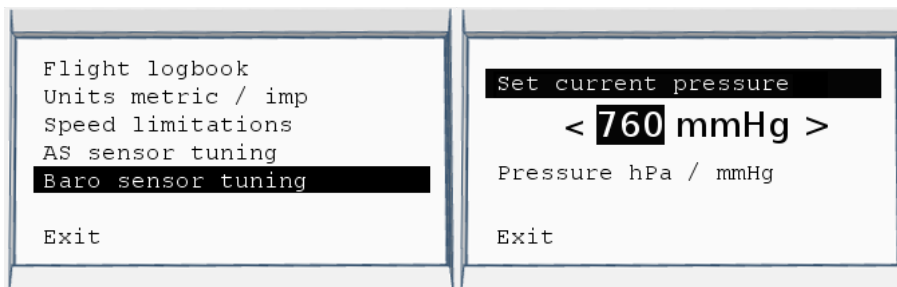 Flight logbook
Units metric / imp
Speed limitations
AS sensor tuning
Baro sensor tuning
Exit
Set current pressure
< 760 mmHg >
Pressure hPa / mmHg
Exit